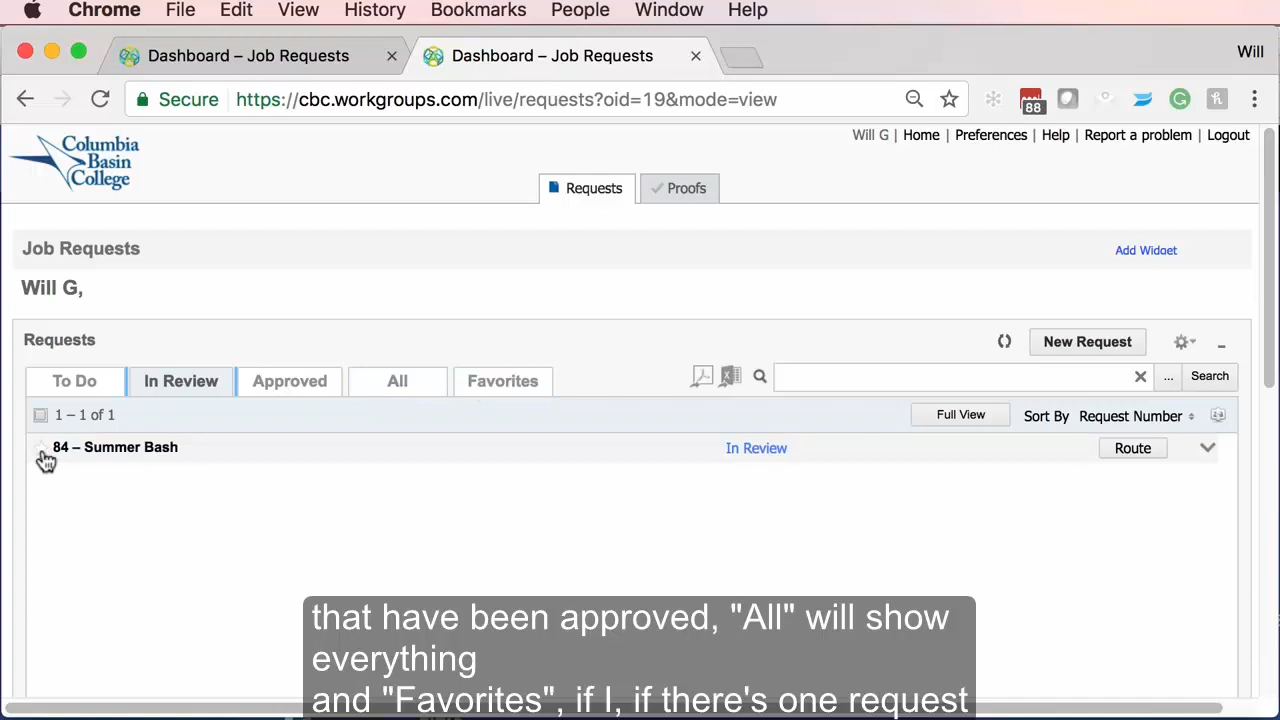 Chrome File Edit View History Bookmarks People Window Help
Dashboard – Job Requests Dashboard – Job Requests Will
Secure https://cbc.workgroups.com/live/requests?oid=19&mode=view 88
Columbia
Basin
College
Will G | Home | Preferences | Help | Report a problem | Logout
Requests Proofs
Job Requests Add Widget
Will G,
Requests New Request
To Do In Review Approved All Favorites ... Search
1 – 1 of 1 Full View Sort By Request Number
84 – Summer Bash In Review Route
that have been approved, "All" will show
everything
and "Favorites", if I, if there's one request